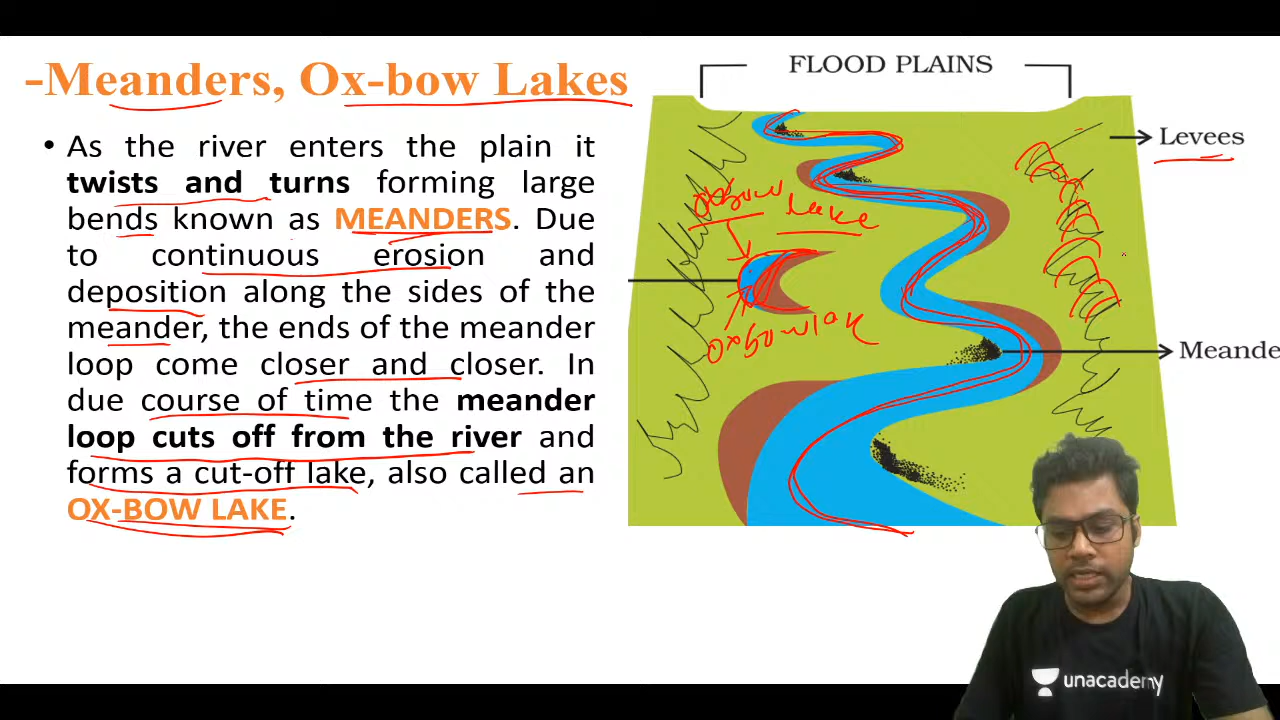 -Meanders, Ox-bow Lakes
• As the river enters the plain it
twists and turns forming large
bends known as MEANDERS. Due
to continuous erosion and
deposition along the sides of the
meander, the ends of the meander
loop come closer and closer. In
due course of time the meander
loop cuts off from the river and
forms a cut-off lake, also called an
OX-BOW LAKE.
FLOOD PLAINS
Levees
oxbow
Lake
oxbowlak
Meande
unacademy